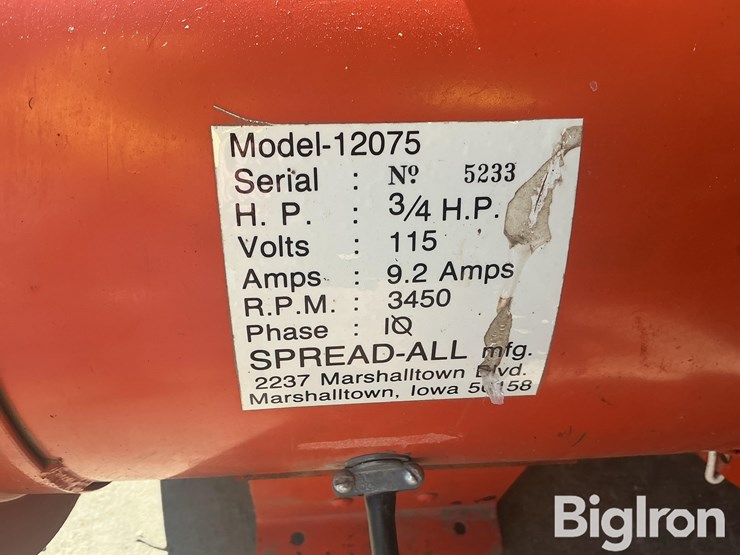 Model-12075
Serial : Nº 5233
H. P. : 3/4 H.P.
Volts : 115
Amps : 9.2 Amps
R.P.M. : 3450
Phase : 1Ø
SPREAD-ALL mfg.
2237 Marshalltown Blvd.
Marshalltown, Iowa 50158
BigIron